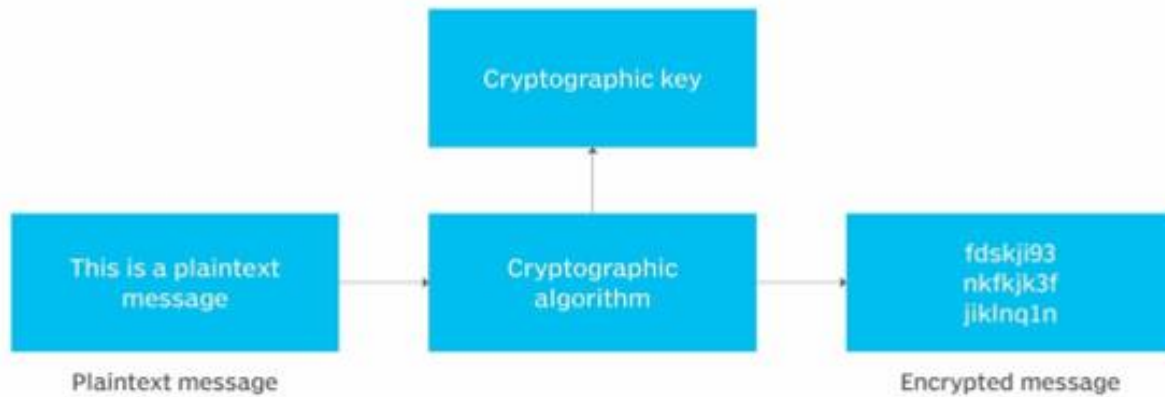 Cryptographic key
This is a plaintext
message
Cryptographic
algorithm
fdskji93
nkfkjk3f
jiklnq1n
Plaintext message
Encrypted message